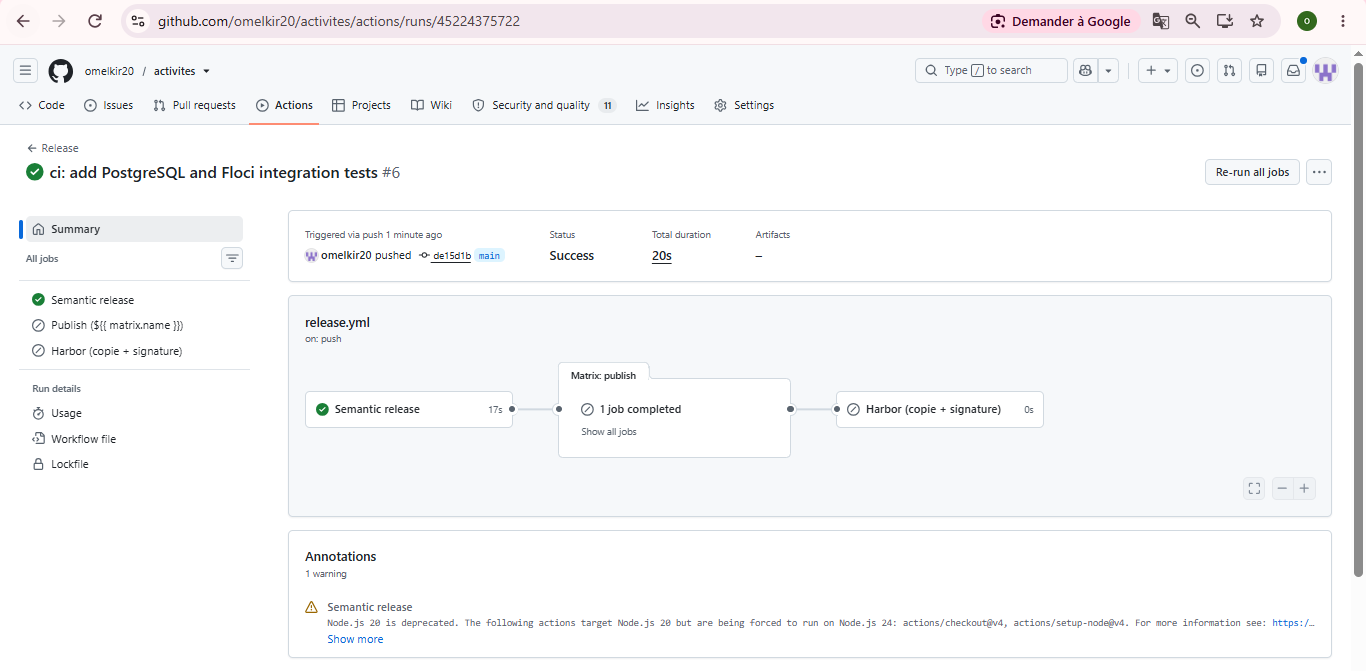 github.com/omelkir20/activites/actions/runs/45224375722
Demander à Google
o
omelkir20 / activites
Type / to search
Code Issues Pull requests Actions Projects Wiki Security and quality 11 Insights Settings
Release
ci: add PostgreSQL and Floci integration tests #6
Re-run all jobs
Summary
All jobs
Semantic release
Publish (${{ matrix.name }})
Harbor (copie + signature)
Run details
Usage
Workflow file
Lockfile
Triggered via push 1 minute ago
omelkir20 pushed de15d1b main
Status
Success
Total duration
20s
Artifacts
–
release.yml
on: push
Semantic release 17s
Matrix: publish
1 job completed
Show all jobs
Harbor (copie + signature) 0s
Annotations
1 warning
Semantic release
Node.js 20 is deprecated. The following actions target Node.js 20 but are being forced to run on Node.js 24: actions/checkout@v4, actions/setup-node@v4. For more information see: https:/…
Show more